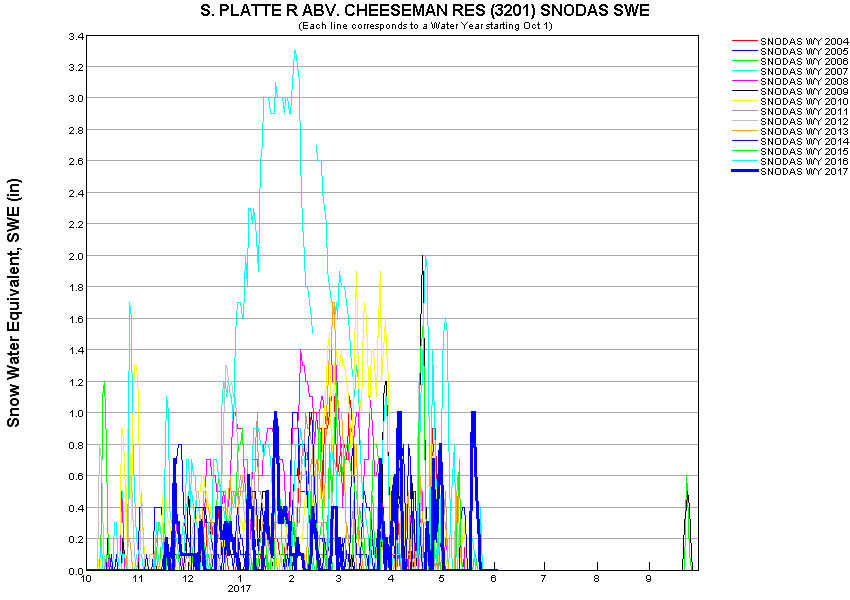 S. PLATTE R ABV. CHEESEMAN RES (3201) SNODAS SWE
(Each line corresponds to a Water Year starting Oct 1)
Snow Water Equivalent, SWE (in)
3.4
3.2
3.0
2.8
2.6
2.4
2.2
2.0
1.8
1.6
1.4
1.2
1.0
0.8
0.6
0.4
0.2
0.0
10 11 12 1 2 3 4 5 6 7 8 9
2017
SNODAS WY 2004
SNODAS WY 2005
SNODAS WY 2006
SNODAS WY 2007
SNODAS WY 2008
SNODAS WY 2009
SNODAS WY 2010
SNODAS WY 2011
SNODAS WY 2012
SNODAS WY 2013
SNODAS WY 2014
SNODAS WY 2015
SNODAS WY 2016
SNODAS WY 2017